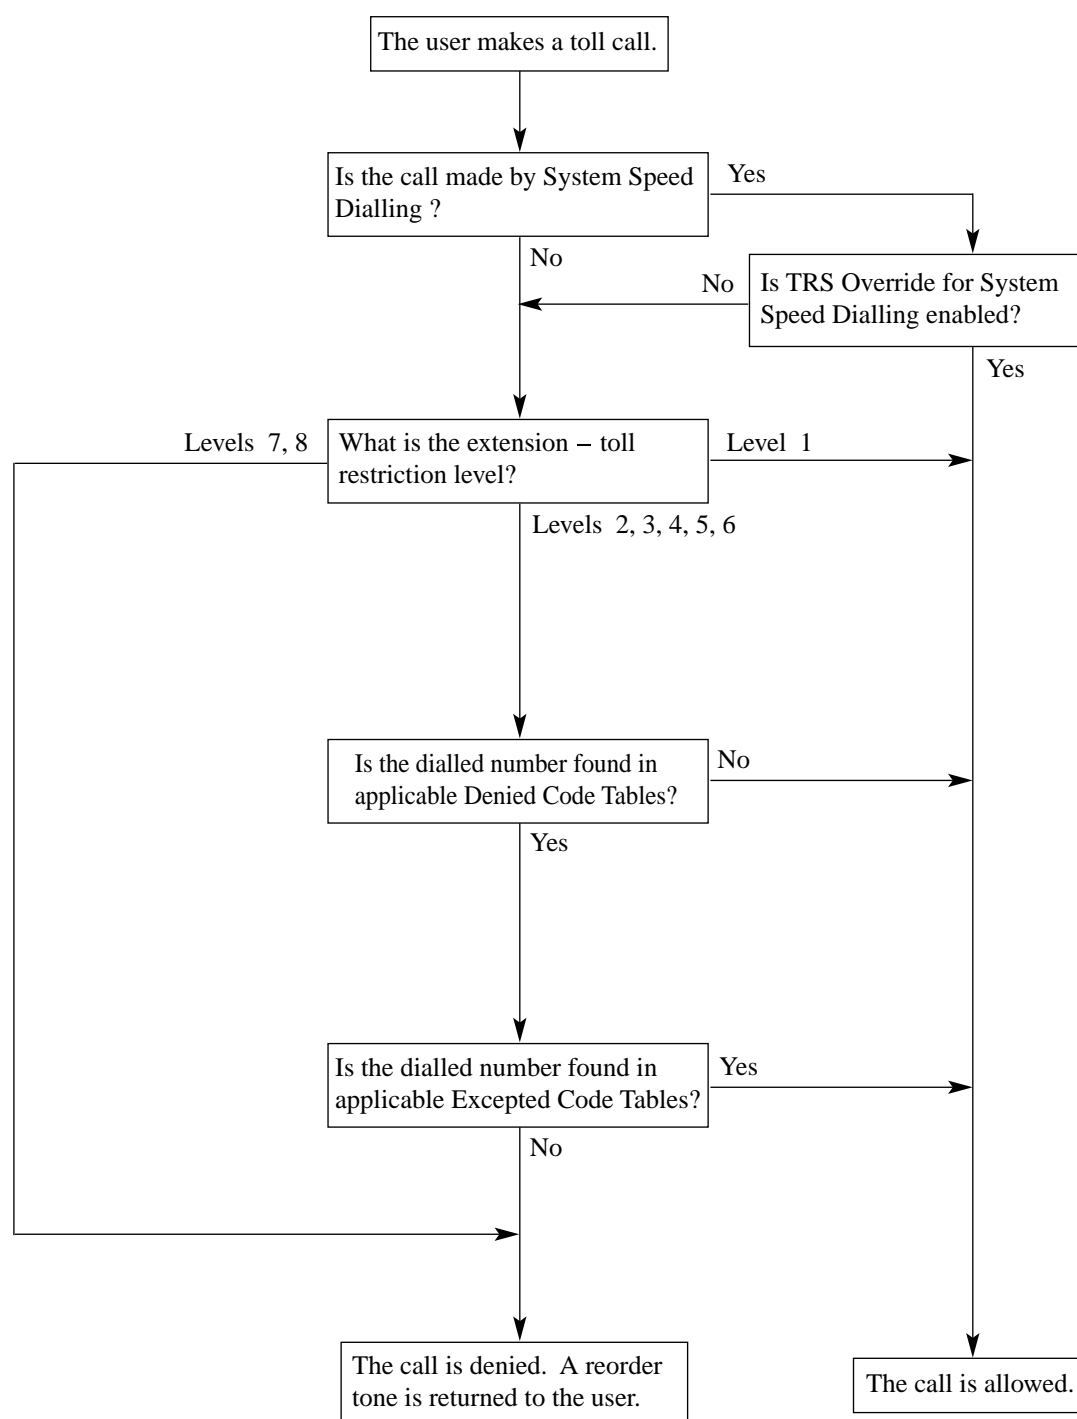 The user makes a toll call.
Is the call made by System Speed
Dialling ?
Yes
No
No
Is TRS Override for System
Speed Dialling enabled?
Yes
Levels 7, 8
What is the extension – toll
restriction level?
Level 1
Levels 2, 3, 4, 5, 6
Is the dialled number found in
applicable Denied Code Tables?
No
Yes
Is the dialled number found in
applicable Excepted Code Tables?
Yes
No
The call is denied. A reorder
tone is returned to the user.
The call is allowed.